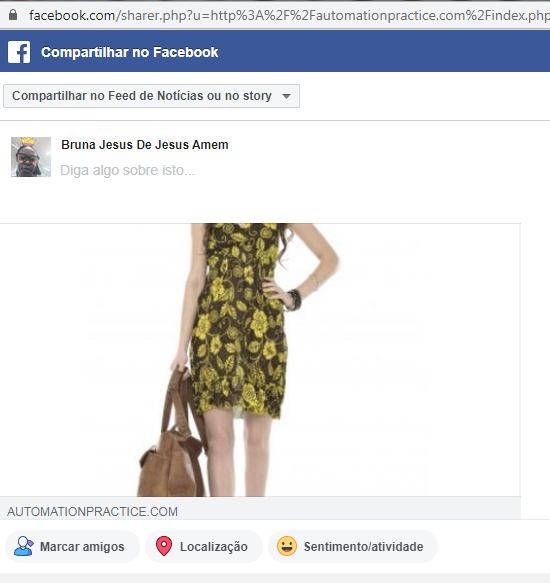 facebook.com/sharer.php?u=http%3A%2F%2Fautomationpractice.com%2Findex.php
Compartilhar no Facebook
Compartilhar no Feed de Notícias ou no story
Bruna Jesus De Jesus Amem
Diga algo sobre isto...
AUTOMATIONPRACTICE.COM
Marcar amigos Localização Sentimento/atividade